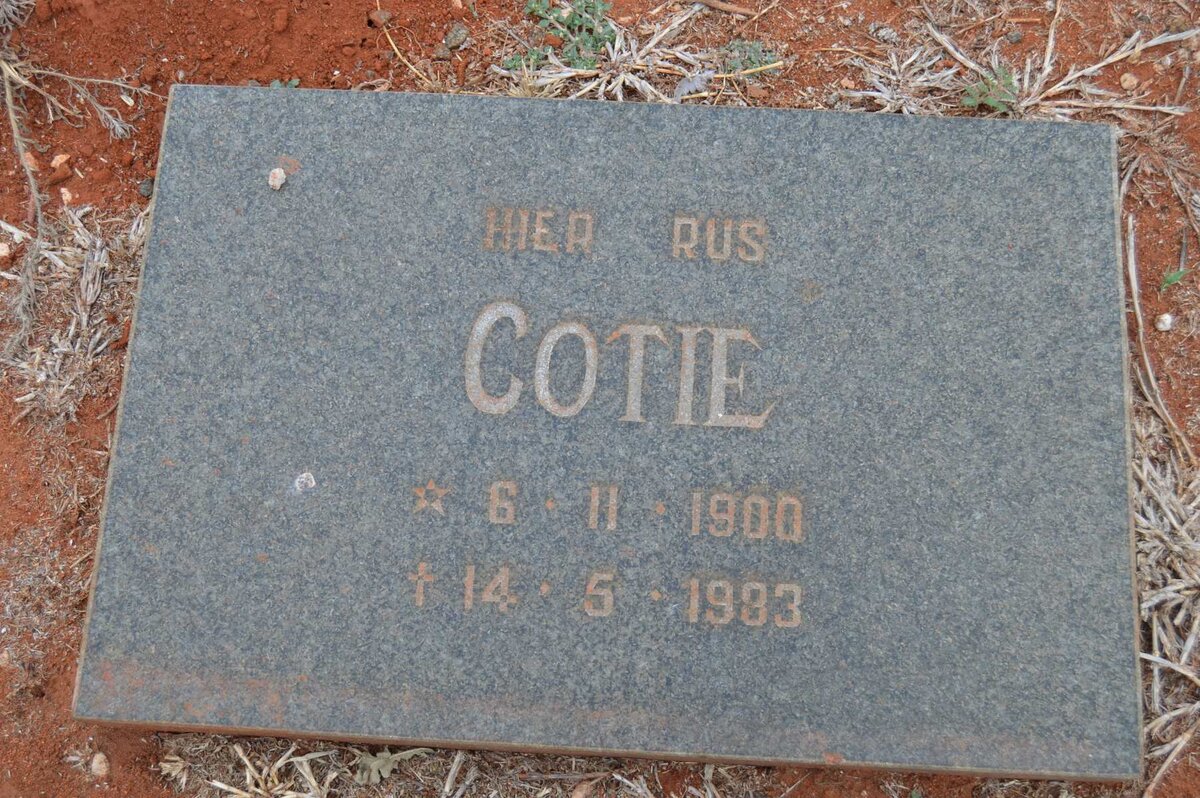 HIER RUS
COTIE
☆ 6 · 11 · 1900
† 14 · 5 · 1983